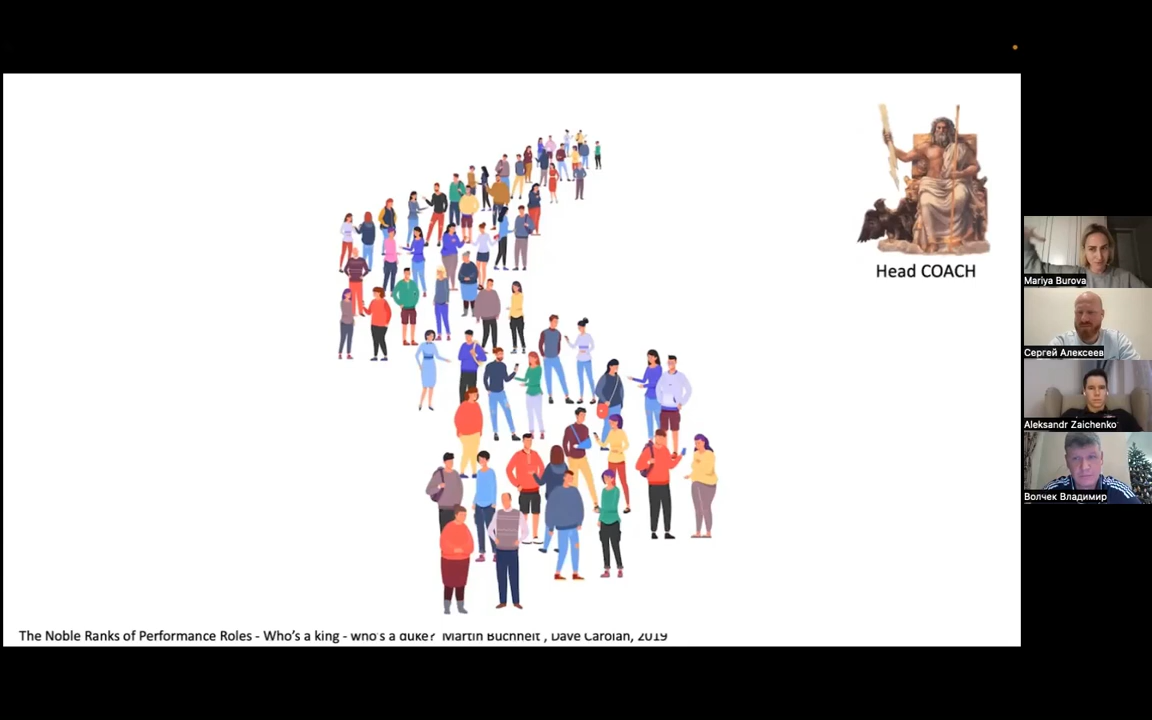 Head COACH
Mariya Burova
Сергей Алексеев
Aleksandr Zaichenko
Волчек Владимир
The Noble Ranks of Performance Roles - Who's a king - who's a duke? Martin Buchheit , Dave Carolan, 2019